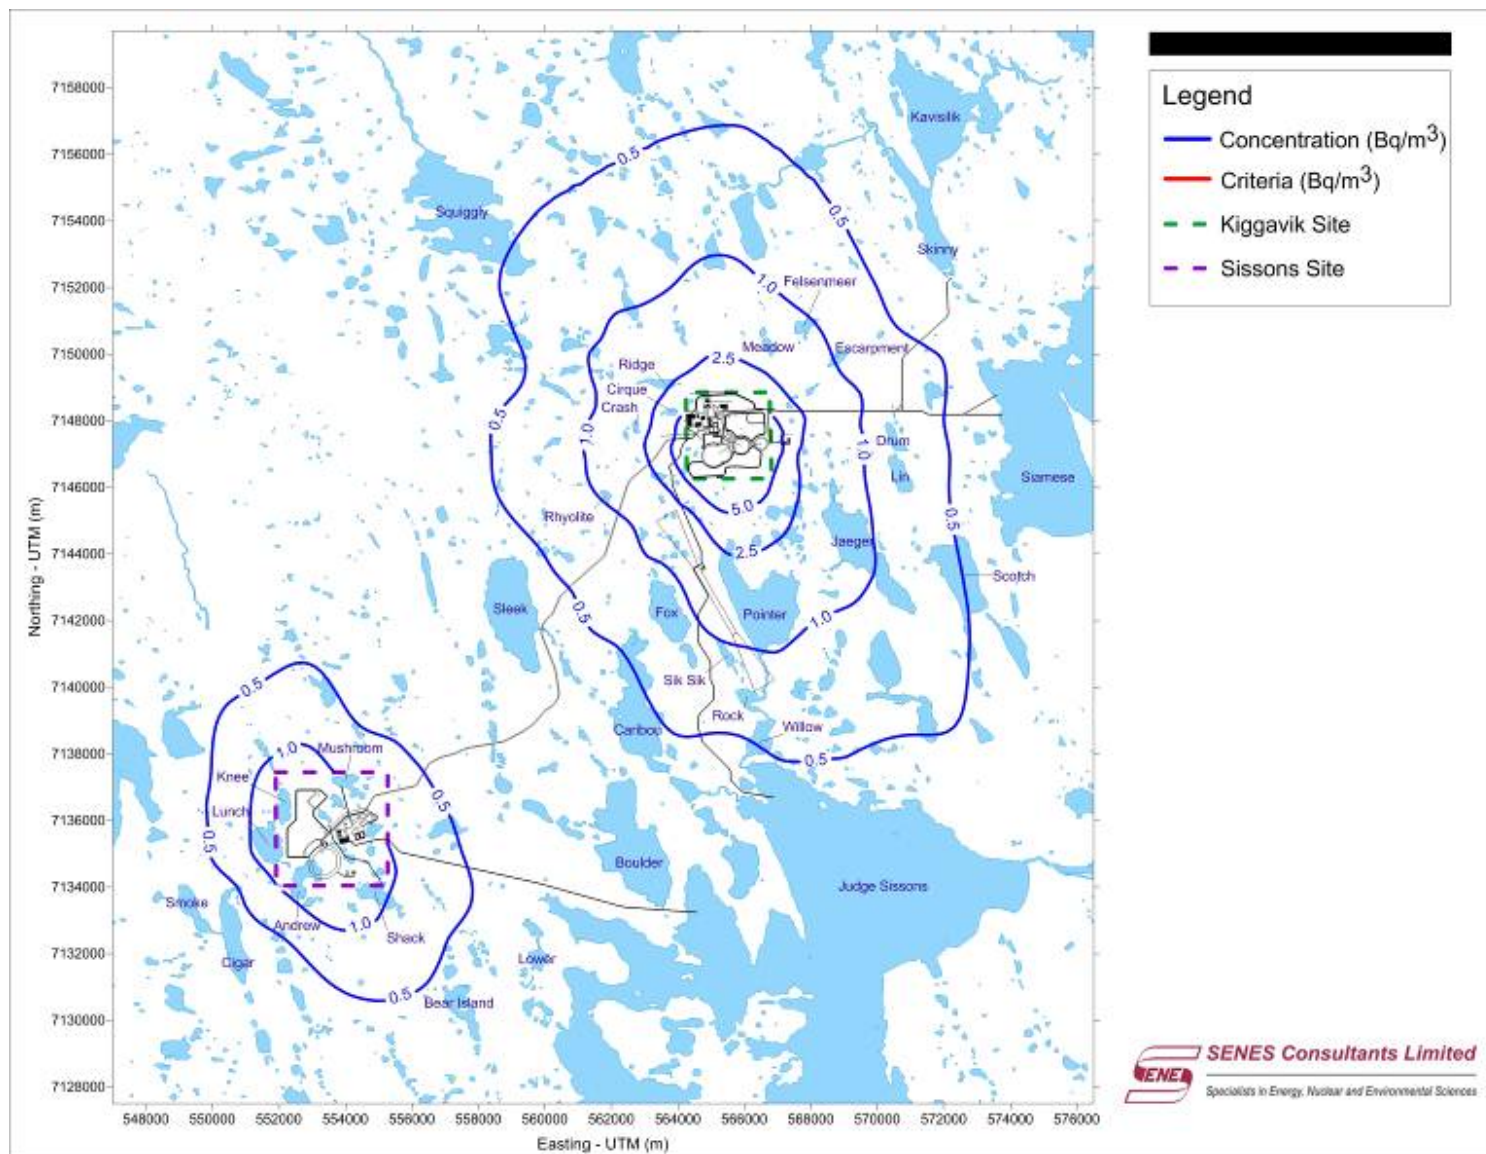 Legend
Concentration (Bq/m³)
Criteria (Bq/m³)
Kiggavik Site
Sissons Site
7158000
7156000
7154000
7152000
7150000
7148000
7146000
7144000
7142000
7140000
7138000
7136000
7134000
7132000
7130000
7128000
Northing - UTM (m)
Kavisilik
0.5
Squiggly
0.5
Skinny
1.0
Felsenmeer
Meadow
Escarpment
2.5
Ridge
Cirque
Crash
0.5
1.0
1.0
Drum
Lin
Siamese
5.0
Rhyolite
0.5
Jaeger
2.5
Scotch
Sleek
0.5
Fox
Pointer
1.0
Sik Sik
0.5
Rock
Willow
Caribou
0.5
1.0
Mushroom
Knee
0.5
Lunch
0.5
Boulder
Judge Sissons
Smoke
Andrew
1.0
Shack
Cigar
Lower
0.5
Bear Island
548000 550000 552000 554000 556000 558000 560000 562000 564000 566000 568000 570000 572000 574000 576000
Easting - UTM (m)
SENES
SENES Consultants Limited
Specialists in Energy, Nuclear and Environmental Sciences